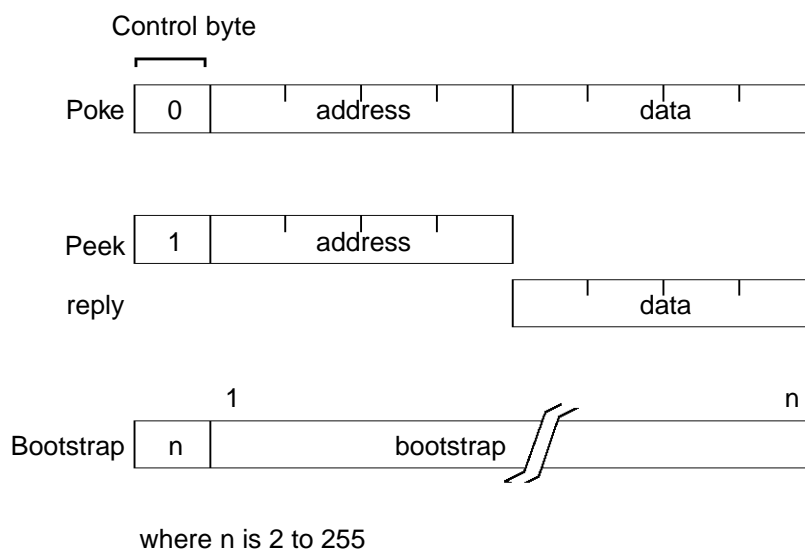 Control byte
Poke 0 address data
Peek 1 address
reply data
1 n
Bootstrap n bootstrap
where n is 2 to 255